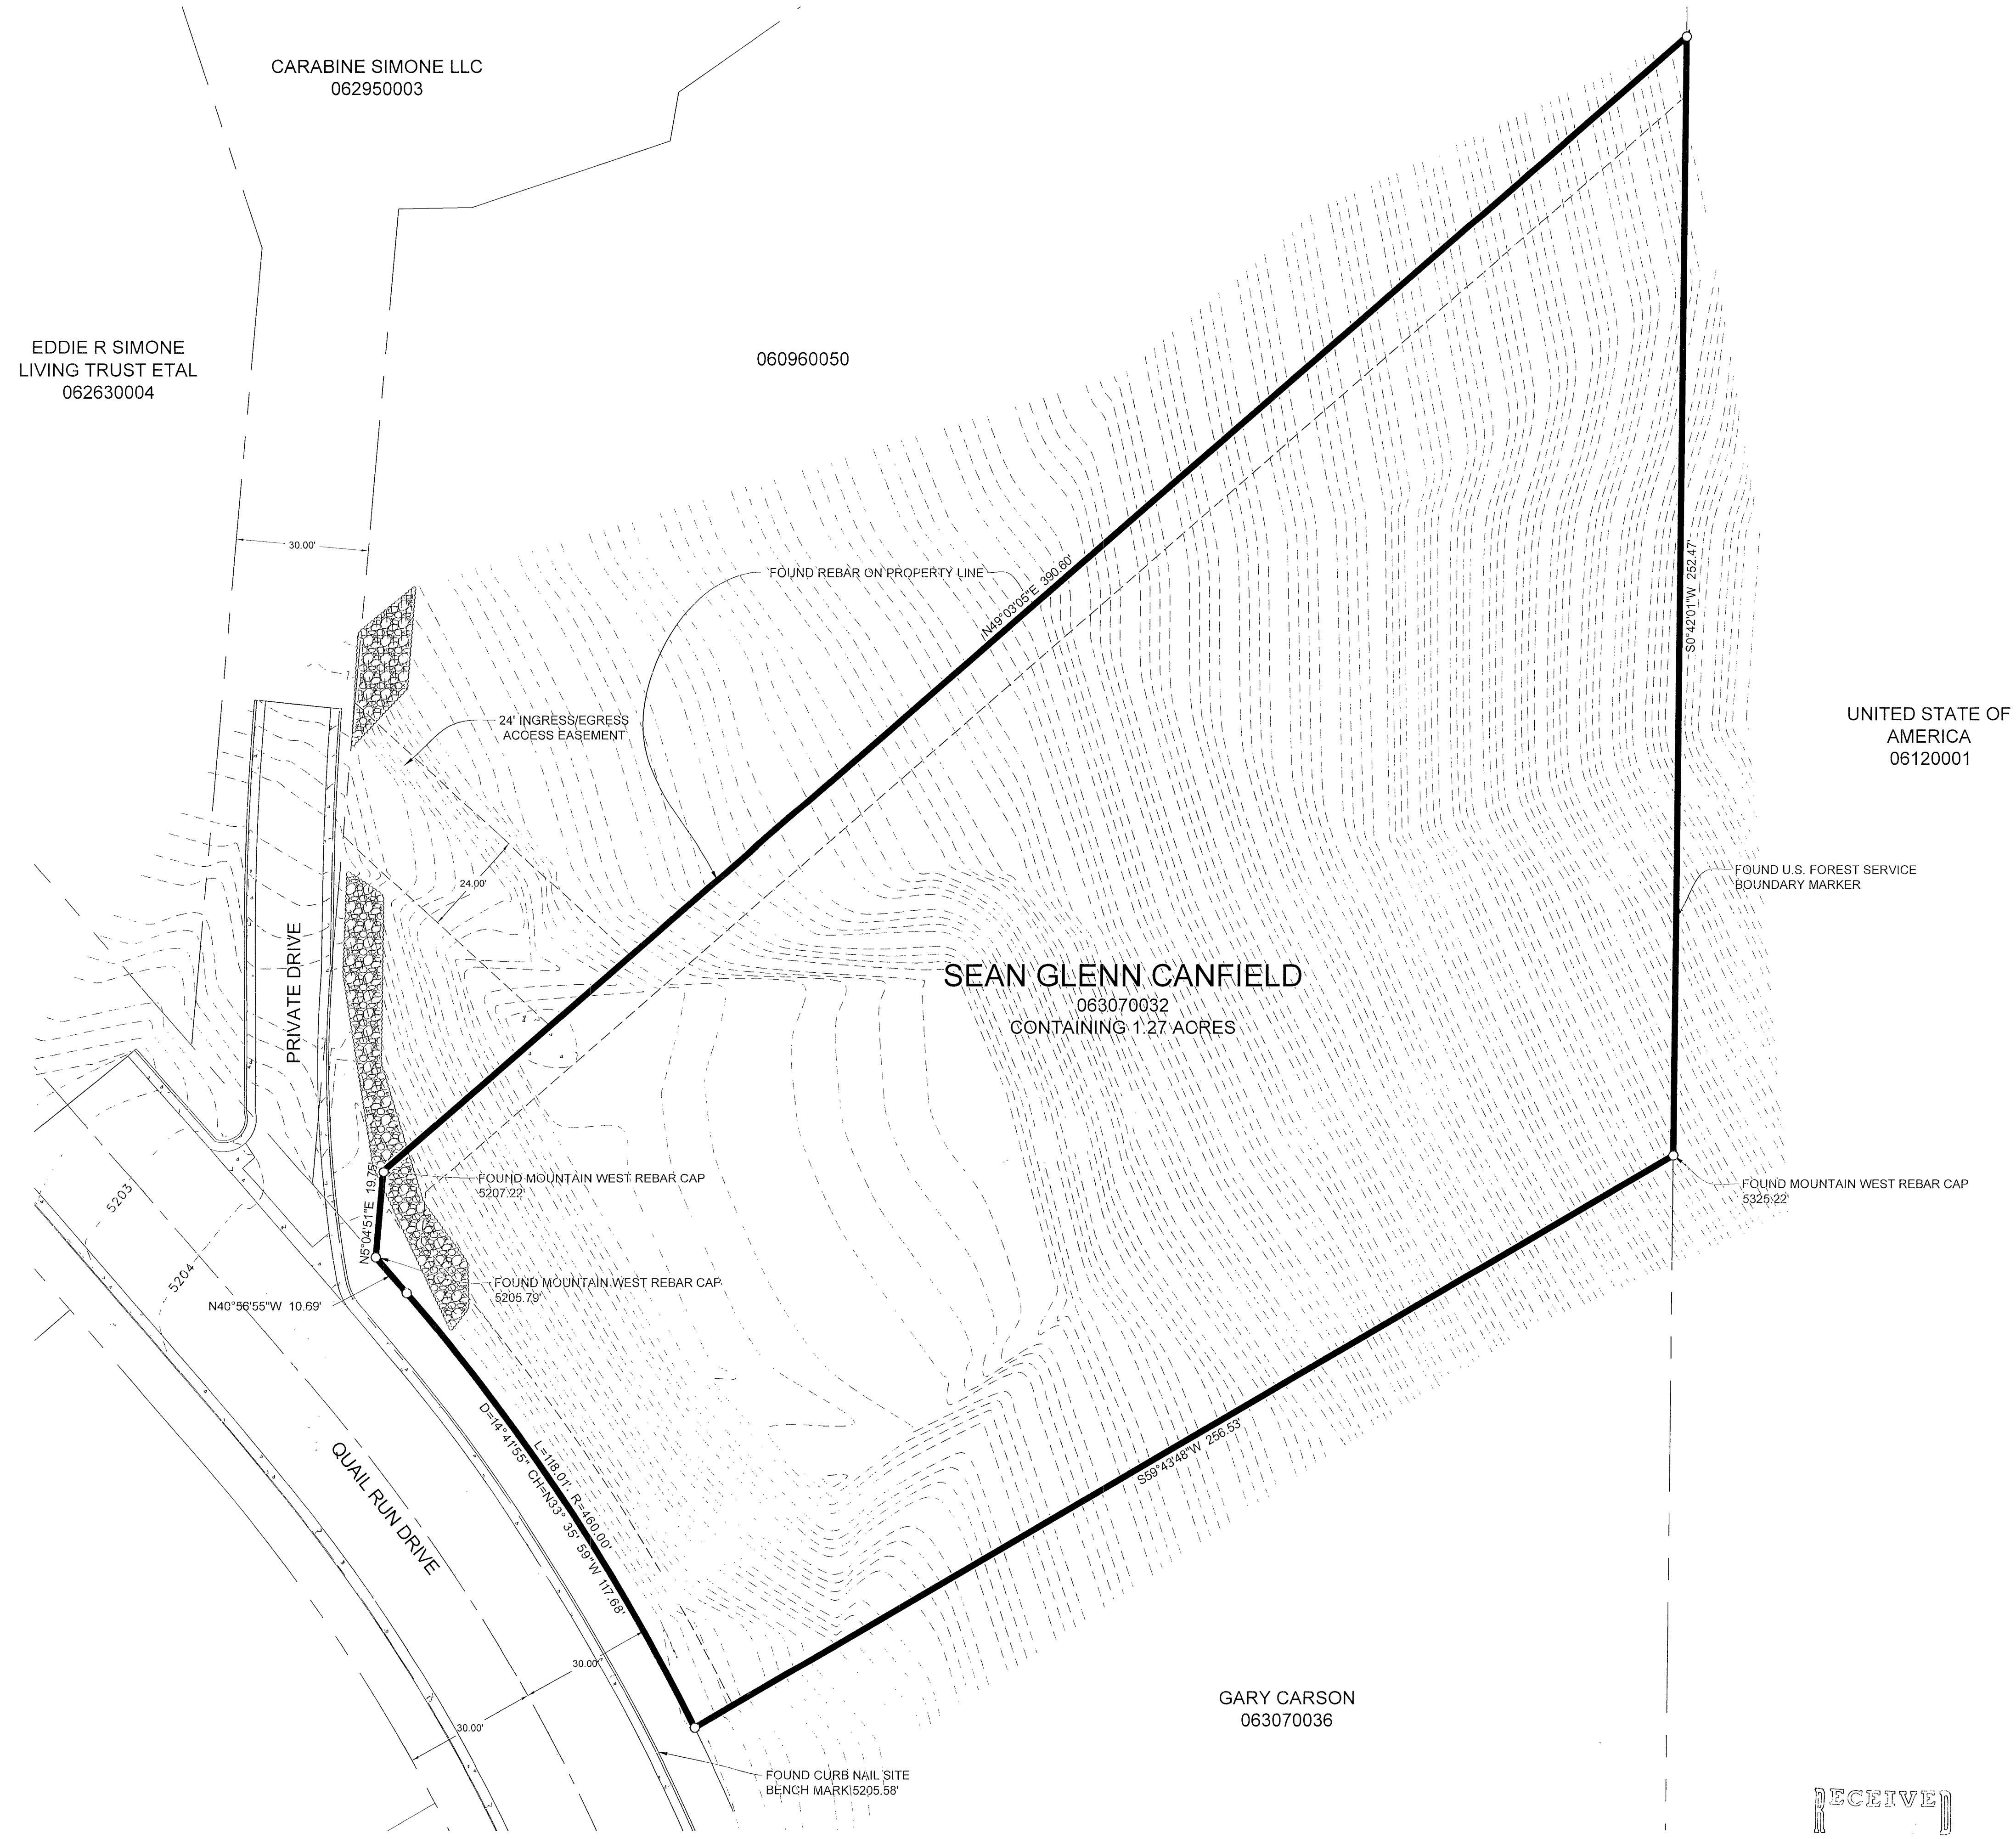 CARABINE SIMONE LLC
062950003
EDDIE R SIMONE
LIVING TRUST ETAL
062630004
060960050
30.00'
FOUND REBAR ON PROPERTY LINE
N49°03'05"E 390.60'
S0°42'01"W 252.47'
24' INGRESS/EGRESS
ACCESS EASEMENT
UNITED STATE OF
AMERICA
06120001
24.00'
FOUND U.S. FOREST SERVICE
BOUNDARY MARKER
PRIVATE DRIVE
SEAN GLENN CANFIELD
063070032
CONTAINING 1.27 ACRES
N5°04'51"E 19.75'
FOUND MOUNTAIN WEST REBAR CAP
5207.22'
FOUND MOUNTAIN WEST REBAR CAP
5325.22'
5203
5204
FOUND MOUNTAIN WEST REBAR CAP
5205.79'
N40°56'55"W 10.69'
L=118.01', R=460.00'
D=14°41'55" CH=N33° 35' 59"W 117.68'
S59°43'48"W 256.53'
QUAIL RUN DRIVE
30.00'
30.00'
GARY CARSON
063070036
FOUND CURB NAIL SITE
BENCH MARK 5205.58'
RECEIVED